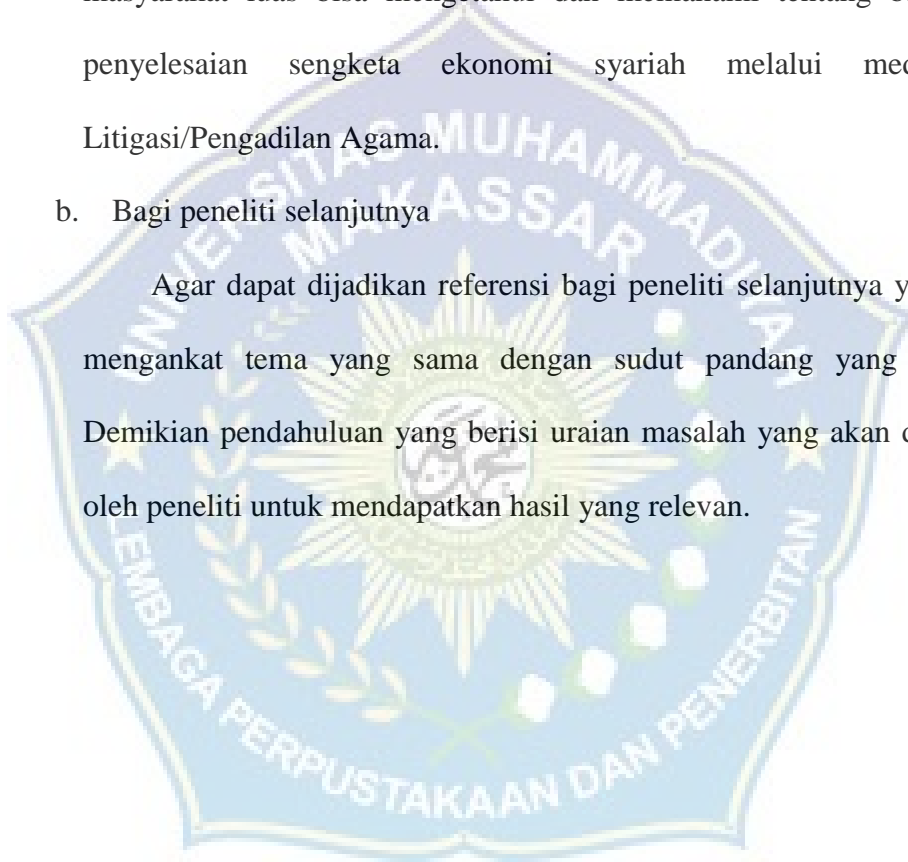 penyelesaian sengketa ekonomi syariah melalui
Litigasi/Pengadilan Agama.
b. Bagi peneliti selanjutnya
Agar dapat dijadikan referensi bagi peneliti selanjutnya
mengankat tema yang sama dengan sudut pandang yang
Demikian pendahuluan yang berisi uraian masalah yang akan
oleh peneliti untuk mendapatkan hasil yang relevan.
UNIVERSITAS MUHAMMADIYAH
MAKASSAR
LEMBAGA PERPUSTAKAAN DAN PENERBITAN